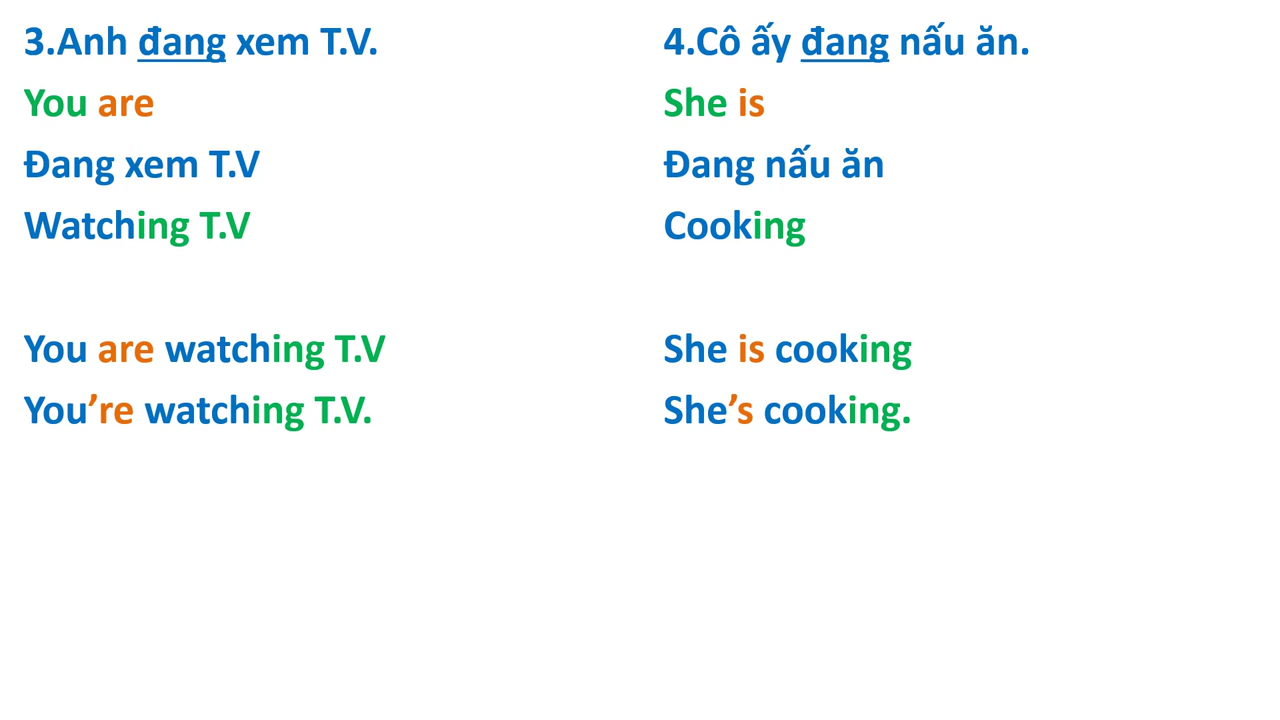 3.Anh đang xem T.V.
You are
Đang xem T.V
Watching T.V
You are watching T.V
You’re watching T.V.
4.Cô ấy đang nấu ăn.
She is
Đang nấu ăn
Cooking
She is cooking
She’s cooking.